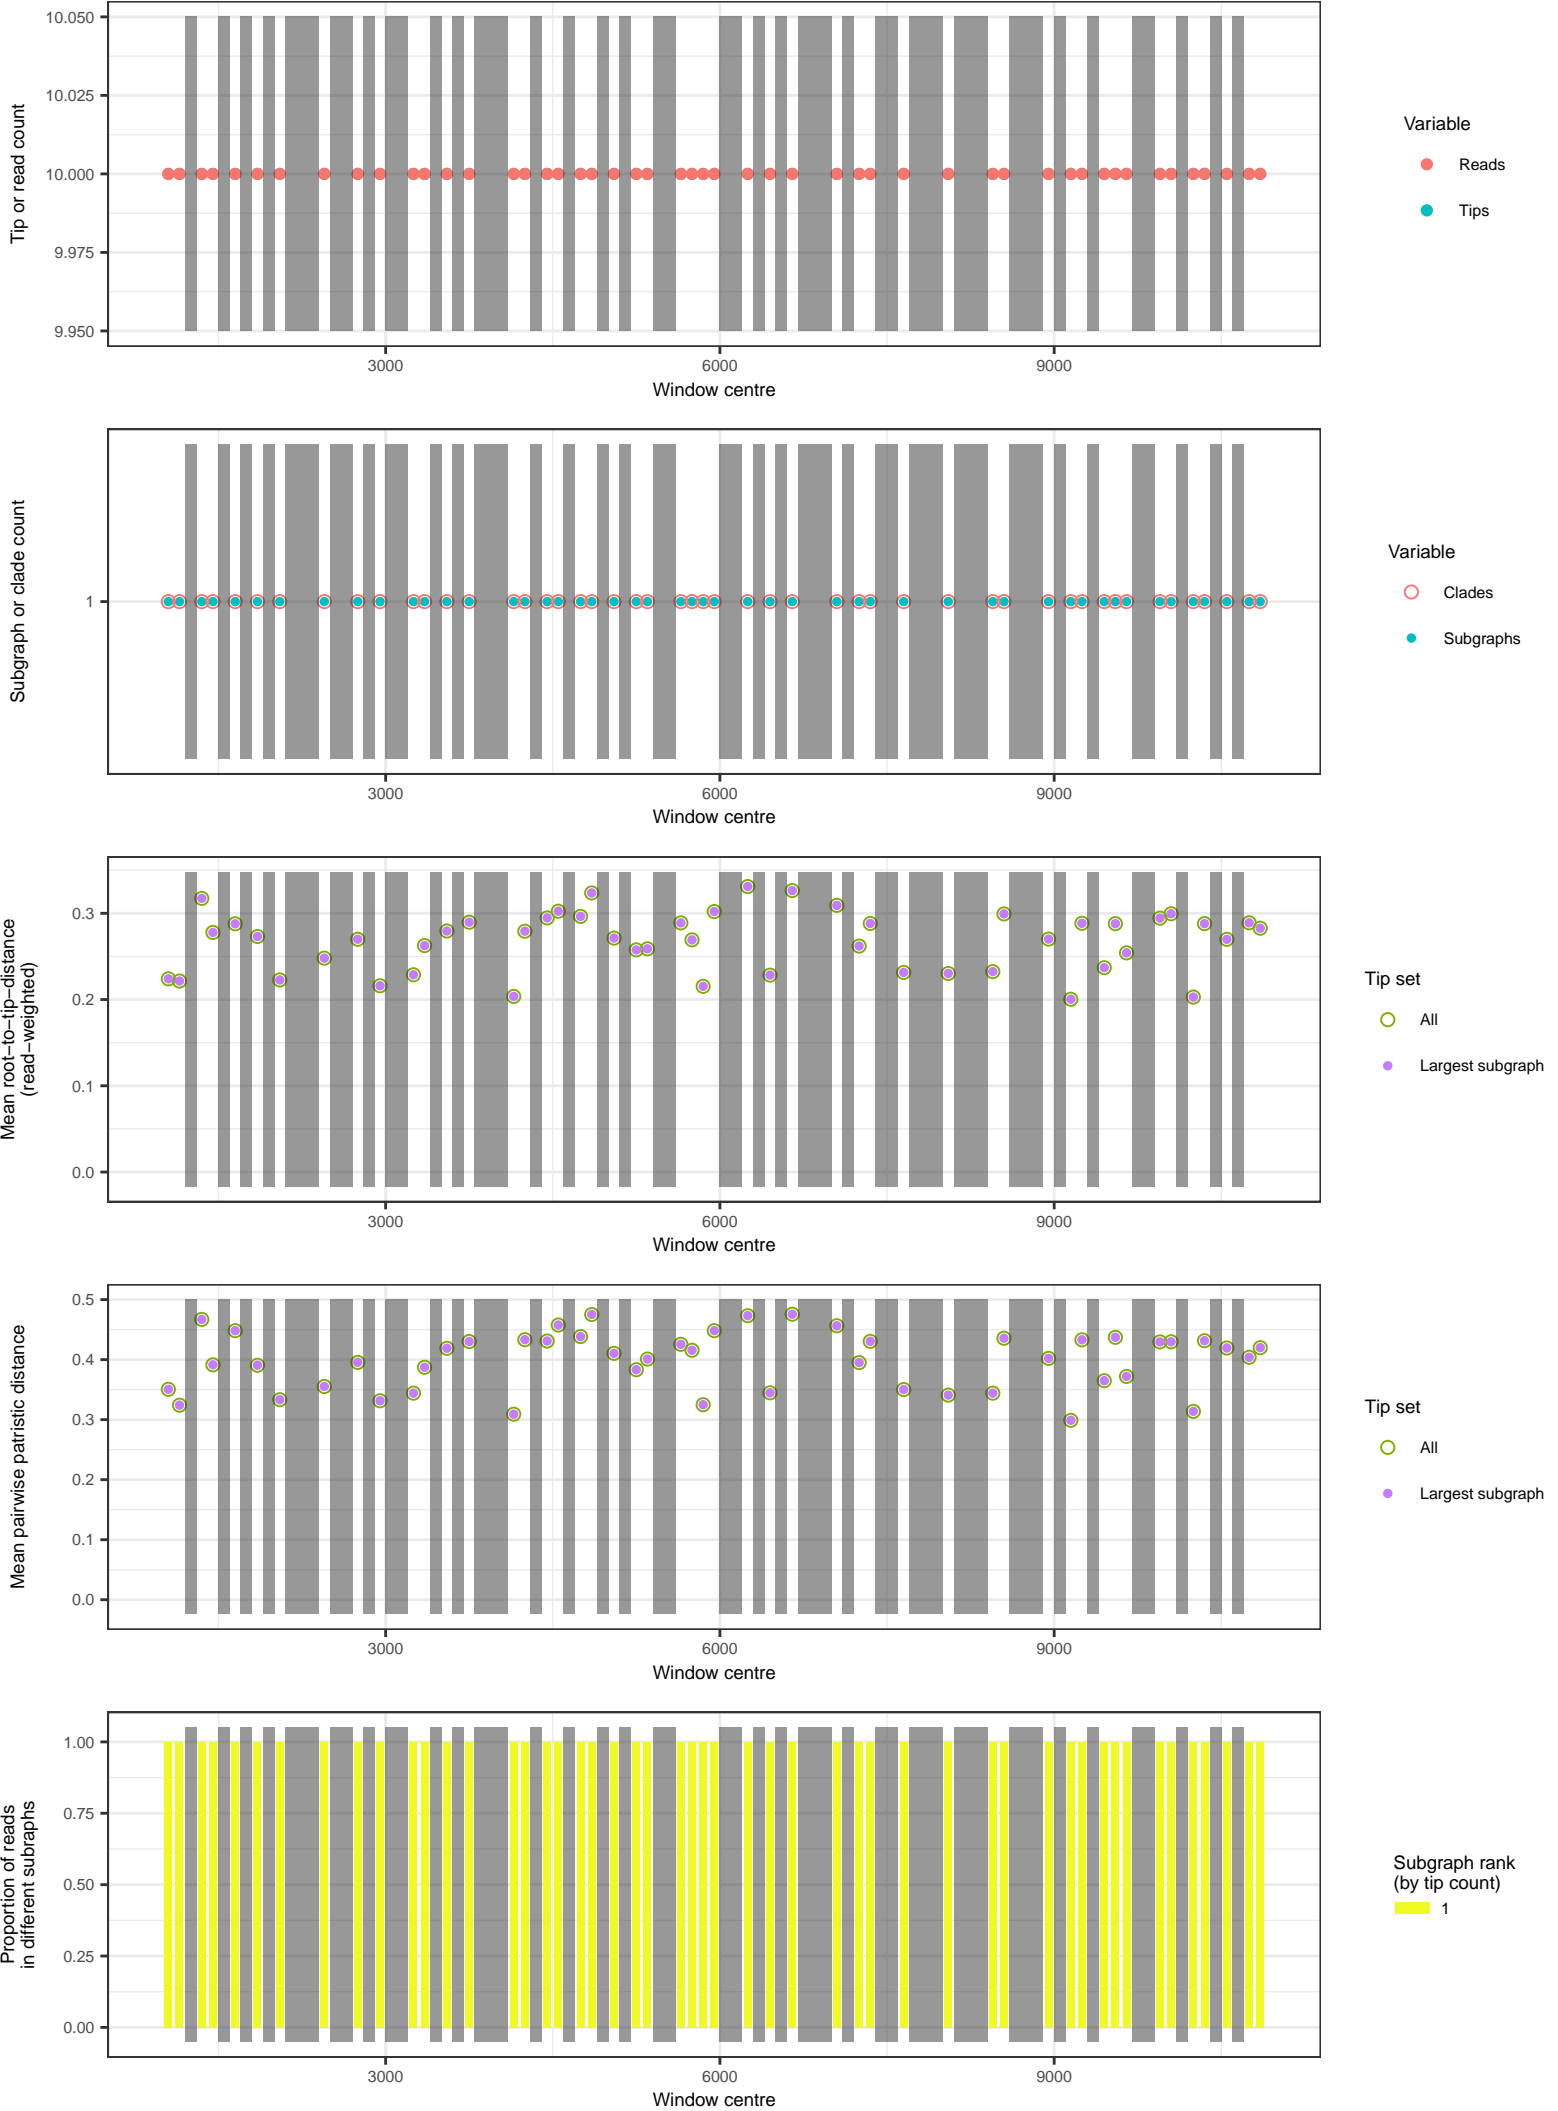 10.050
10.025
10.000
9.975
9.950
Tip or read count
3000
6000
9000
Window centre
Variable
Reads
Tips
1
Subgraph or clade count
3000
6000
9000
Window centre
Variable
Clades
Subgraphs
0.3
0.2
0.1
0.0
Mean root−to−tip−distance
(read−weighted)
3000
6000
9000
Window centre
Tip set
All
Largest subgraph
0.5
0.4
0.3
0.2
0.1
0.0
Mean pairwise patristic distance
3000
6000
9000
Window centre
Tip set
All
Largest subgraph
1.00
0.75
0.50
0.25
0.00
Proportion of reads
in different subraphs
3000
6000
9000
Window centre
Subgraph rank
(by tip count)
1